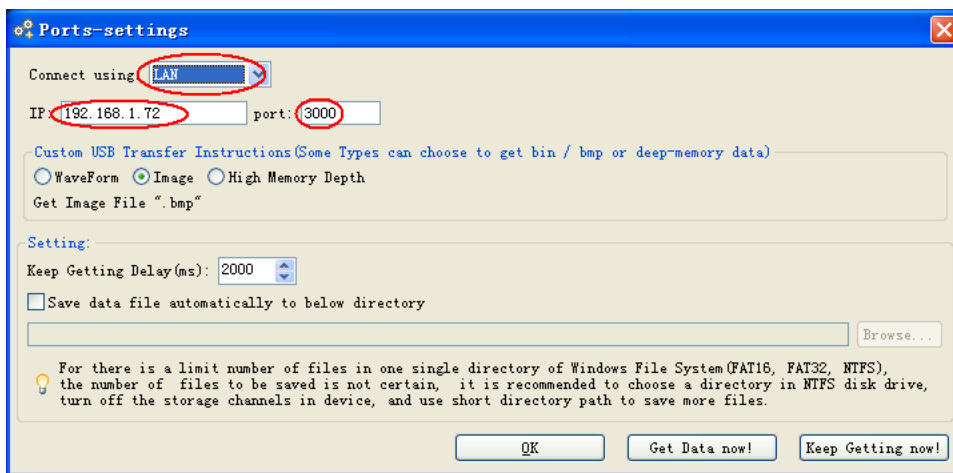 Ports-settings
Connect using: LAN
IP: 192.168.1.72 port: 3000
Custom USB Transfer Instructions(Some Types can choose to get bin / bmp or deep-memory data)
WaveForm Image High Memory Depth
Get Image File ".bmp"
Setting:
Keep Getting Delay(ms): 2000
Save data file automatically to below directory
Browse...
For there is a limit number of files in one single directory of Windows File System(FAT16, FAT32, NTFS),
the number of files to be saved is not certain, it is recommended to choose a directory in NTFS disk drive,
turn off the storage channels in device, and use short directory path to save more files.
OK Get Data now! Keep Getting now!